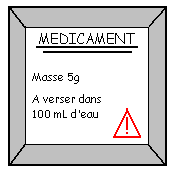 MEDICAMENT
Masse 5g
A verser dans
100 mL d'eau
!